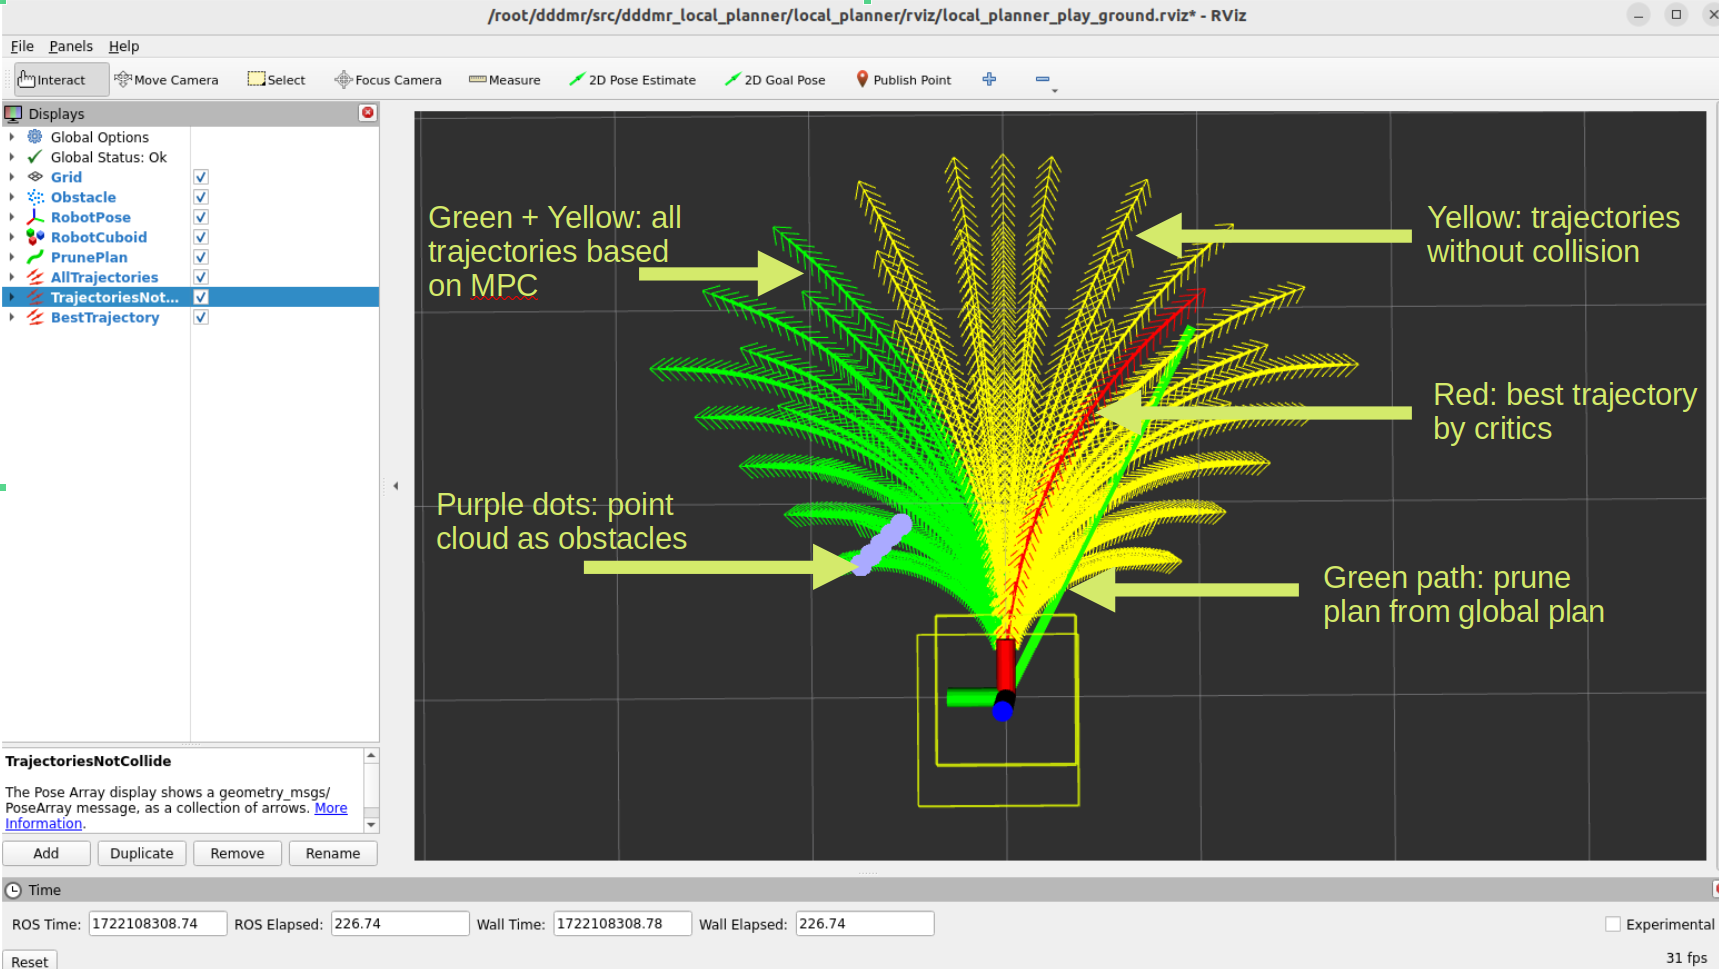 /root/dddmr/src/dddmr_local_planner/local_planner/rviz/local_planner_play_ground.rviz* - RViz
File Panels Help
Interact Move Camera Select Focus Camera Measure 2D Pose Estimate 2D Goal Pose Publish Point
Displays
Global Options
Global Status: Ok
Grid
Obstacle
RobotPose
RobotCuboid
PrunePlan
AllTrajectories
TrajectoriesNot...
BestTrajectory
TrajectoriesNotCollide
The Pose Array display shows a geometry_msgs/
PoseArray message, as a collection of arrows. More
Information.
Add Duplicate Remove Rename
Green + Yellow: all
trajectories based
on MPC
Yellow: trajectories
without collision
Red: best trajectory
by critics
Purple dots: point
cloud as obstacles
Green path: prune
plan from global plan
Time
ROS Time: 1722108308.74 ROS Elapsed: 226.74 Wall Time: 1722108308.78 Wall Elapsed: 226.74 Experimental
Reset 31 fps